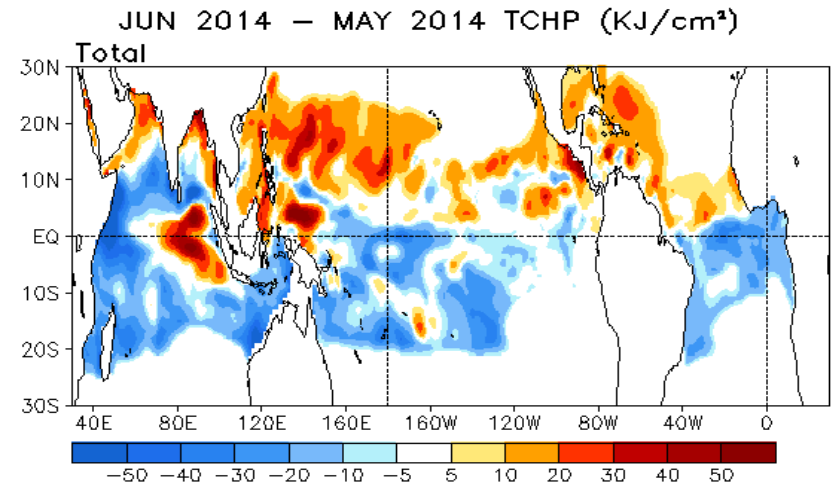 JUN 2014 – MAY 2014 TCHP (KJ/cm²)
Total
30N
20N
10N
EQ
10S
20S
30S
40E 80E 120E 160E 160W 120W 80W 40W 0
−50 −40 −30 −20 −10 −5 5 10 20 30 40 50